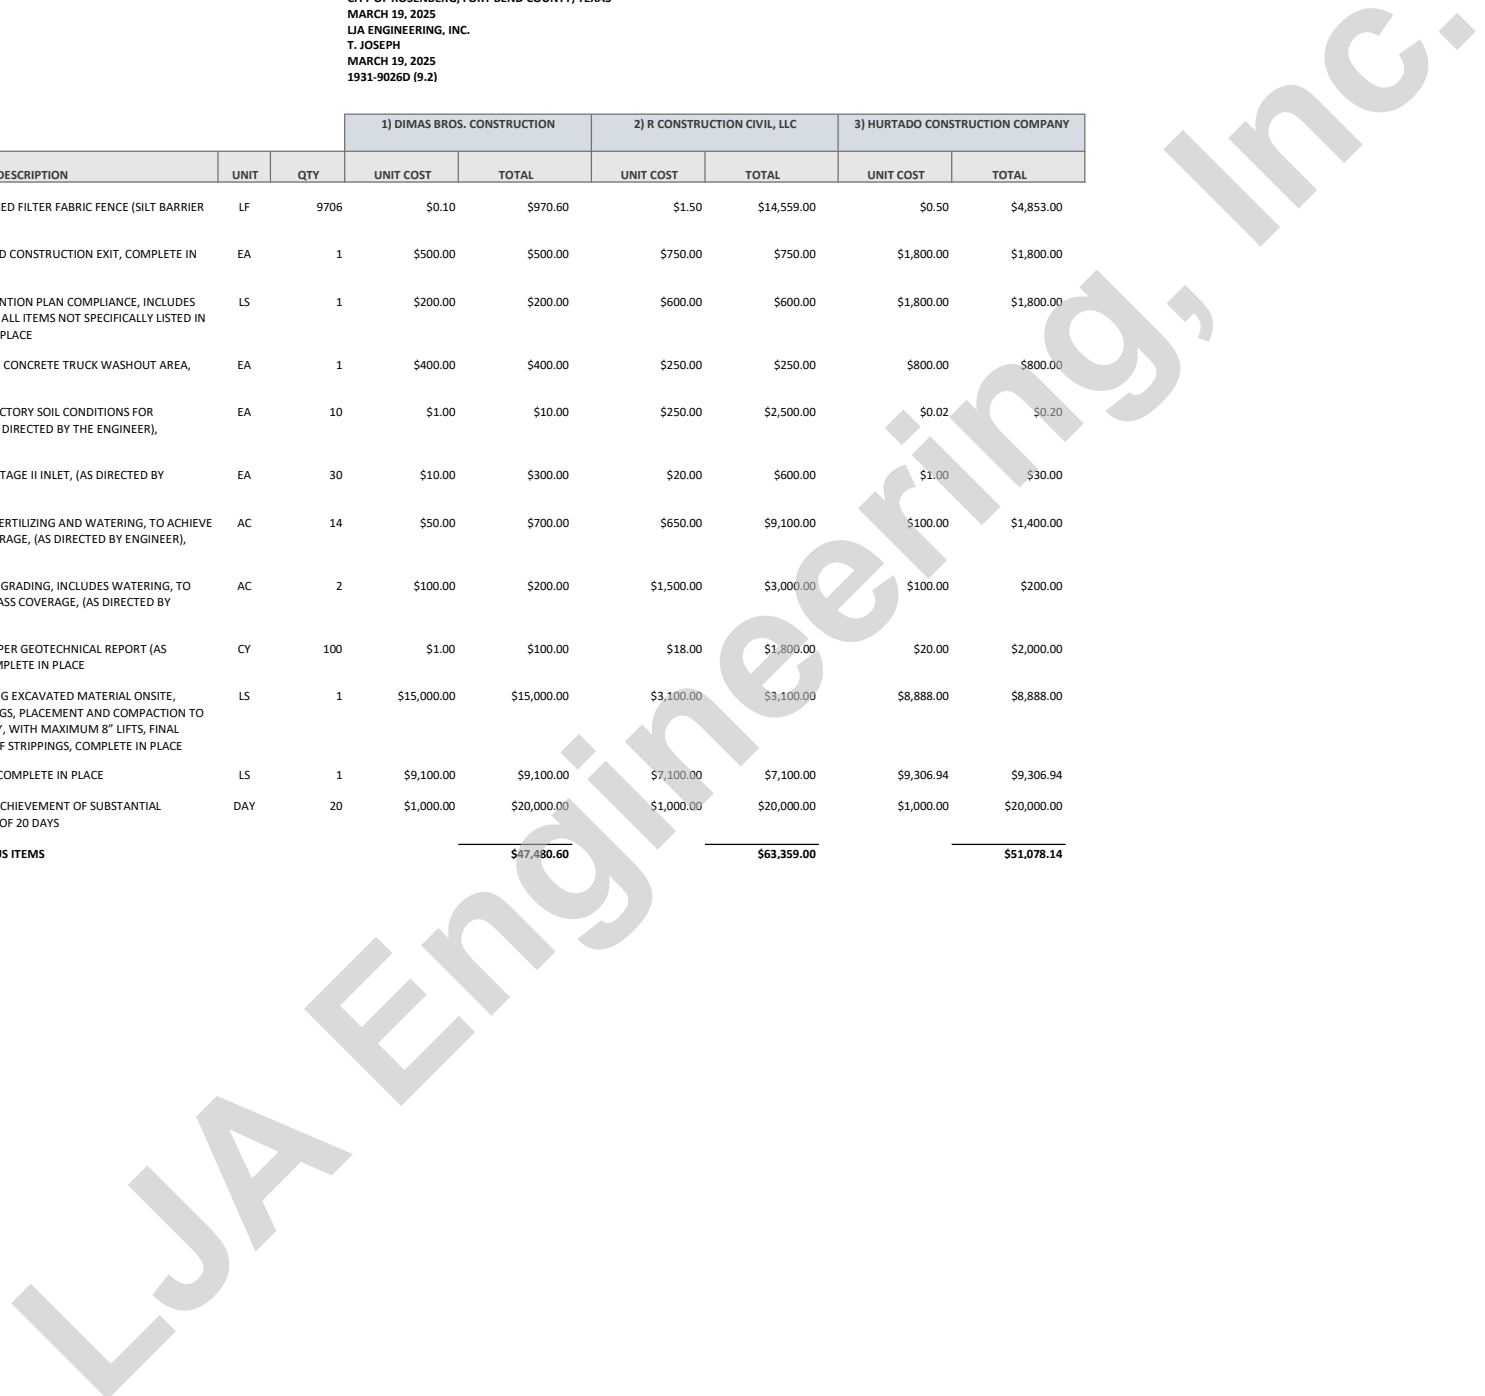 CITY OF ROSENBERG, FORT BEND COUNTY, TEXAS
MARCH 19, 2025
LJA ENGINEERING, INC.
T. JOSEPH
MARCH 19, 2025
1931-9026D (9.2)
1) DIMAS BROS. CONSTRUCTION 2) R CONSTRUCTION CIVIL, LLC 3) HURTADO CONSTRUCTION COMPANY
DESCRIPTION UNIT QTY UNIT COST TOTAL UNIT COST TOTAL UNIT COST TOTAL
ED FILTER FABRIC FENCE (SILT BARRIER LF 9706 $0.10 $970.60 $1.50 $14,559.00 $0.50 $4,853.00
D CONSTRUCTION EXIT, COMPLETE IN EA 1 $500.00 $500.00 $750.00 $750.00 $1,800.00 $1,800.00
NTION PLAN COMPLIANCE, INCLUDES LS 1 $200.00 $200.00 $600.00 $600.00 $1,800.00 $1,800.00
ALL ITEMS NOT SPECIFICALLY LISTED IN
PLACE
CONCRETE TRUCK WASHOUT AREA, EA 1 $400.00 $400.00 $250.00 $250.00 $800.00 $800.00
CTORY SOIL CONDITIONS FOR EA 10 $1.00 $10.00 $250.00 $2,500.00 $0.02 $0.20
DIRECTED BY THE ENGINEER),
TAGE II INLET, (AS DIRECTED BY EA 30 $10.00 $300.00 $20.00 $600.00 $1.00 $30.00
ERTILIZING AND WATERING, TO ACHIEVE AC 14 $50.00 $700.00 $650.00 $9,100.00 $100.00 $1,400.00
RAGE, (AS DIRECTED BY ENGINEER),
GRADING, INCLUDES WATERING, TO AC 2 $100.00 $200.00 $1,500.00 $3,000.00 $100.00 $200.00
ASS COVERAGE, (AS DIRECTED BY
PER GEOTECHNICAL REPORT (AS CY 100 $1.00 $100.00 $18.00 $1,800.00 $20.00 $2,000.00
MPLETE IN PLACE
G EXCAVATED MATERIAL ONSITE, LS 1 $15,000.00 $15,000.00 $3,100.00 $3,100.00 $8,888.00 $8,888.00
GS, PLACEMENT AND COMPACTION TO
Y, WITH MAXIMUM 8” LIFTS, FINAL
F STRIPPINGS, COMPLETE IN PLACE
COMPLETE IN PLACE LS 1 $9,100.00 $9,100.00 $7,100.00 $7,100.00 $9,306.94 $9,306.94
CHIEVEMENT OF SUBSTANTIAL DAY 20 $1,000.00 $20,000.00 $1,000.00 $20,000.00 $1,000.00 $20,000.00
OF 20 DAYS
US ITEMS $47,480.60 $63,359.00 $51,078.14
LJA Engineering, Inc.